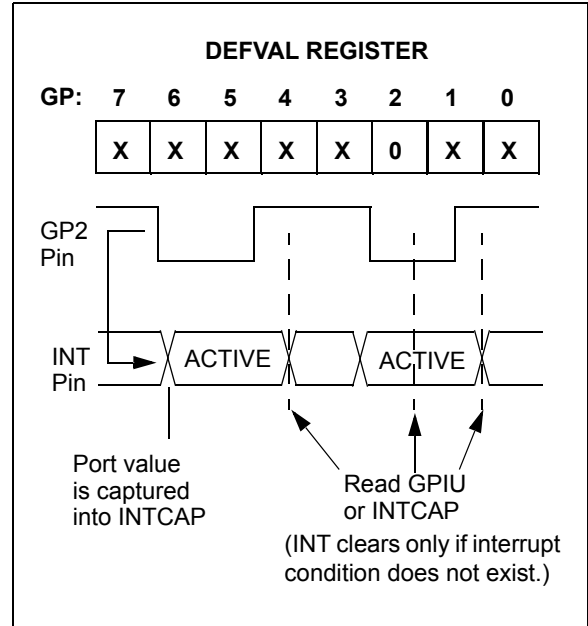 DEFVAL REGISTER
GP: 7 6 5 4 3 2 1 0
X X X X X 0 X X
GP2
Pin
INT
Pin
ACTIVE
ACTIVE
Port value
is captured
into INTCAP
Read GPIU
or INTCAP
(INT clears only if interrupt
condition does not exist.)